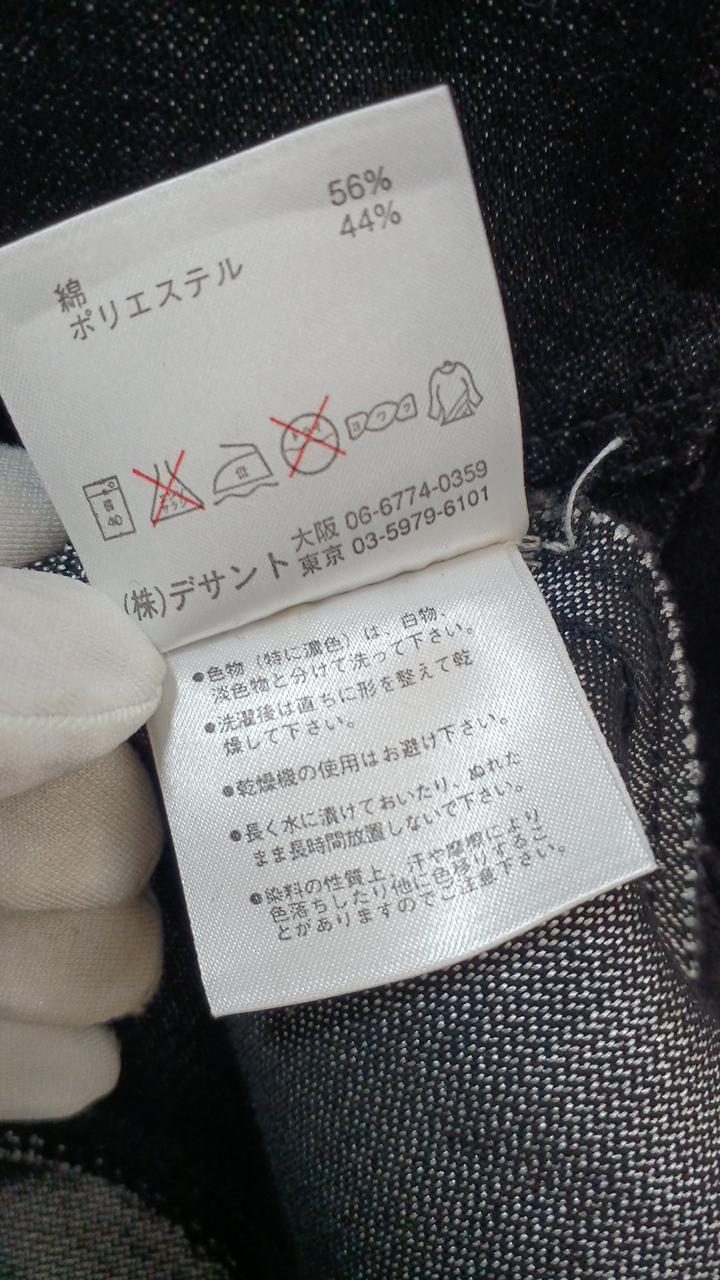 綿 56%
ポリエステル 44%
40
中
ヨワク
(株)デサント 大阪 06-6774-0359
東京 03-5979-6101
●色物（特に濃色）は、白物、
淡色物と分けて洗って下さい。
●洗濯後は直ちに形を整えて乾
燥して下さい。
●乾燥機の使用はお避け下さい。
●長く水に漬けておいたり、ぬれた
まま長時間放置しないで下さい。
●染料の性質上、汗や摩擦により
色落ちしたり他に色移りするこ
とがありますのでご注意下さい。